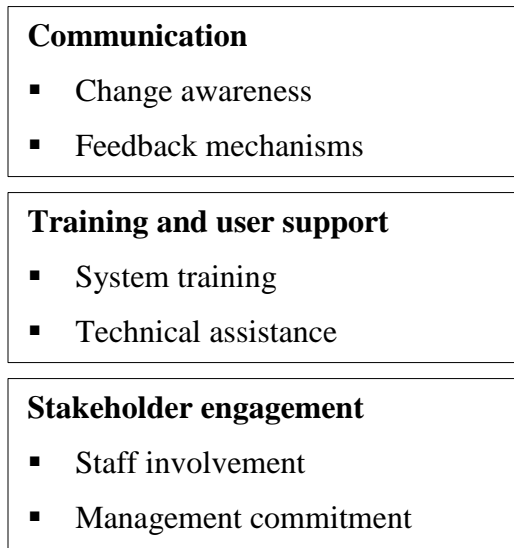 Communication
▪ Change awareness
▪ Feedback mechanisms
Training and user support
▪ System training
▪ Technical assistance
Stakeholder engagement
▪ Staff involvement
▪ Management commitment